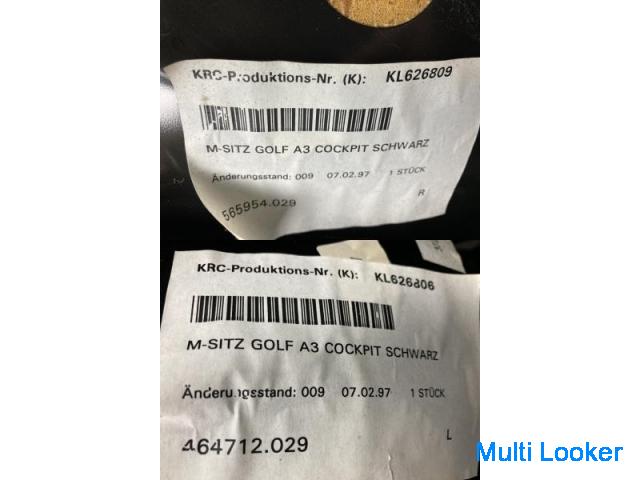 KRC-Produktions-Nr. (K): KL626809
M-SITZ GOLF A3 COCKPIT SCHWARZ
Änderungsstand: 009 07.02.97 1 STÜCK
R
565954.029
KRC-Produktions-Nr. (K): KL626806
M-SITZ GOLF A3 COCKPIT SCHWARZ
Änderungsstand: 009 07.02.97 1 STÜCK
464712.029 L
Multi Looker